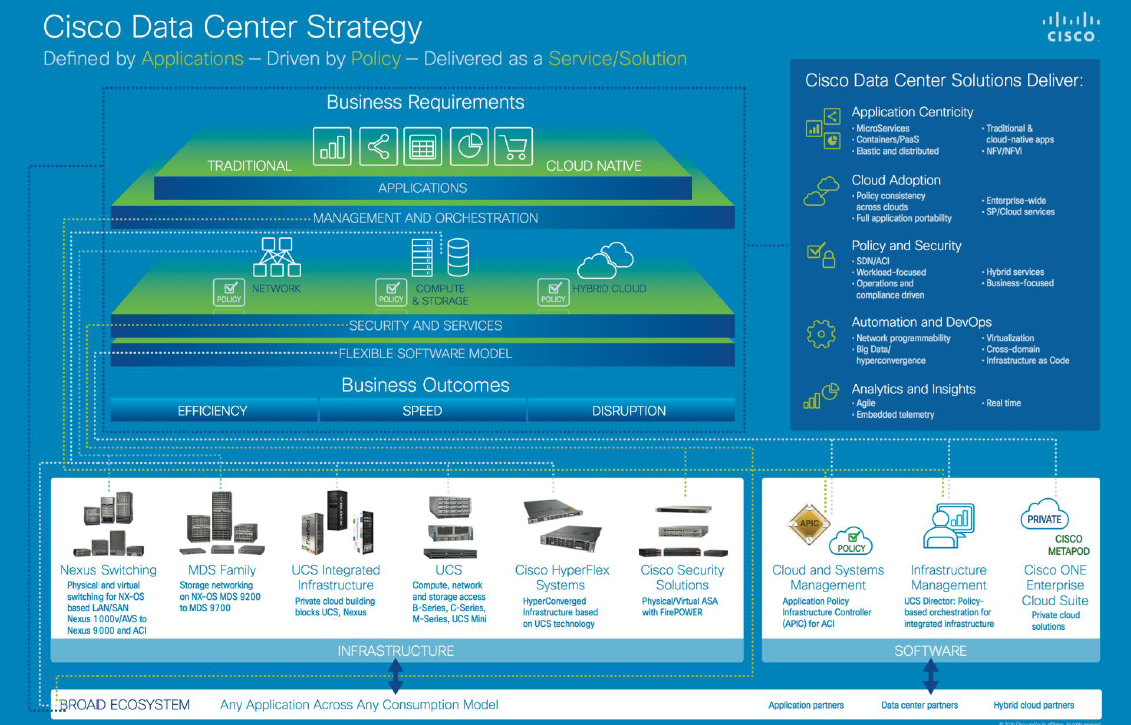 Cisco Data Center Strategy
Defined by Applications — Driven by Policy — Delivered as a Service/Solution
CISCO
Business Requirements
TRADITIONAL
CLOUD NATIVE
APPLICATIONS
MANAGEMENT AND ORCHESTRATION
POLICY
NETWORK
POLICY
COMPUTE
& STORAGE
POLICY
HYBRID CLOUD
SECURITY AND SERVICES
FLEXIBLE SOFTWARE MODEL
Business Outcomes
EFFICIENCY
SPEED
DISRUPTION
Cisco Data Center Solutions Deliver:
Application Centricity
• MicroServices
• Containers/PaaS
• Elastic and distributed
• Traditional &
cloud-native apps
• NFV/NFVI
Cloud Adoption
• Policy consistency
across clouds
• Full application portability
• Enterprise-wide
• SP/Cloud services
Policy and Security
• SDN/ACI
• Workload-focused
• Operations and
compliance driven
• Hybrid services
• Business-focused
Automation and DevOps
• Network programmability
• Big Data/
hyperconvergence
• Virtualization
• Cross-domain
• Infrastructure as Code
Analytics and Insights
• Agile
• Embedded telemetry
• Real time
Nexus Switching
Physical and virtual
switching for NX-OS
based LAN/SAN
Nexus 1000v/AVS to
Nexus 9000 and ACI
MDS Family
Storage networking
on NX-OS MDS 9200
to MDS 9700
UCS Integrated
Infrastructure
Private cloud building
blocks UCS, Nexus
UCS
Compute, network
and storage access
B-Series, C-Series,
M-Series, UCS Mini
Cisco HyperFlex
Systems
HyperConverged
Infrastructure based
on UCS technology
Cisco Security
Solutions
Physical/Virtual ASA
with FirePOWER
INFRASTRUCTURE
APIC
POLICY
Cloud and Systems
Management
Application Policy
Infrastructure Controller
(APIC) for ACI
Infrastructure
Management
UCS Director: Policy-
based orchestration for
integrated infrastructure
PRIVATE
CISCO
METAPOD
Cisco ONE
Enterprise
Cloud Suite
Private cloud
solutions
SOFTWARE
BROAD ECOSYSTEM
Any Application Across Any Consumption Model
Application partners
Data center partners
Hybrid cloud partners